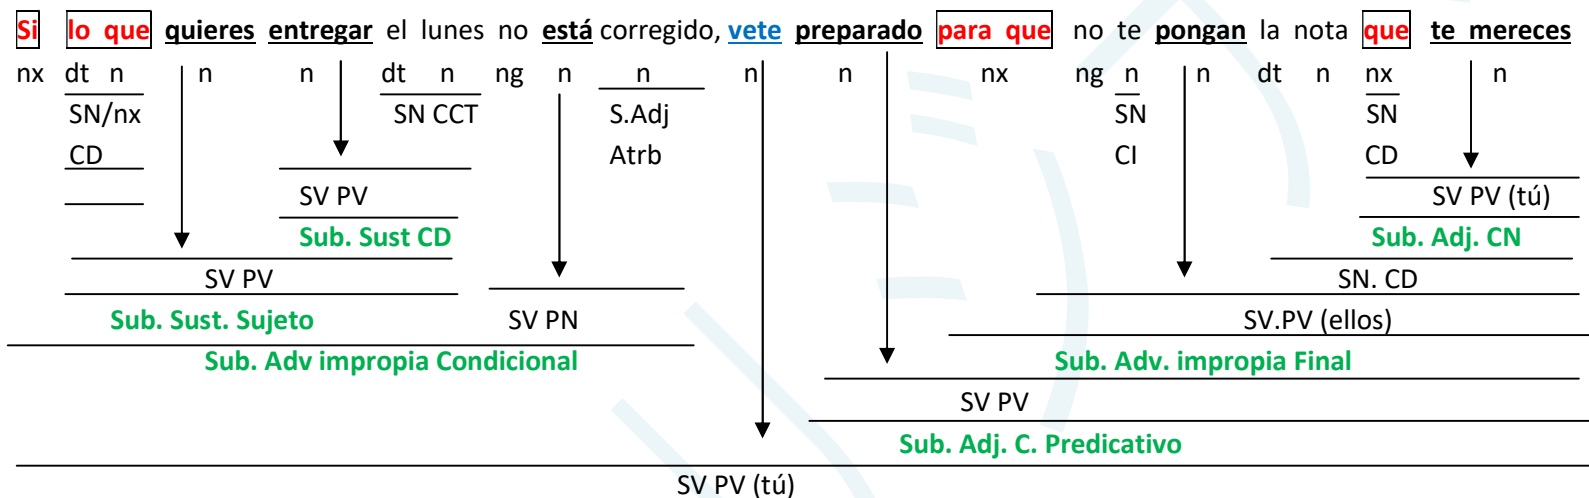 Si lo que quieres entregar el lunes no está corregido, vete preparado para que no te pongan la nota que te mereces
nx dt n n n dt n ng n n n n nx ng n n dt n nx n
SN/nx SN CCT S.Adj SN SN
CD Atrb CI CD
SV PV SV PV (tú)
Sub. Sust CD Sub. Adj. CN
SV PV SN. CD
Sub. Sust. Sujeto SV PN SV.PV (ellos)
Sub. Adv impropia Condicional Sub. Adv. impropia Final
SV PV
Sub. Adj. C. Predicativo
SV PV (tú)